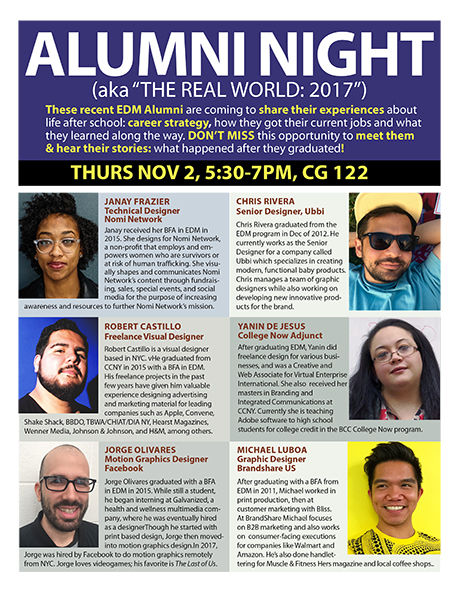 ALUMNI NIGHT
(aka “THE REAL WORLD: 2017”)
These recent EDM Alumni are coming to share their experiences about
life after school: career strategy, how they got their current jobs and what
they learned along the way. DON’T MISS this opportunity to meet them
& hear their stories: what happened after they graduated!
THURS NOV 2, 5:30-7PM, CG 122
JANAY FRAZIER
Technical Designer
Nomi Network
Janay received her BFA in EDM in
2015. She designs for Nomi Network,
a non-profit that employs and em-
powers women who are survivors or
at risk of human trafficking. She visu-
ally shapes and communicates Nomi
Network’s content through fundrais-
ing, sales, special events, and social
media for the purpose of increasing
awareness and resources to further Nomi Network’s mission.
CHRIS RIVERA
Senior Designer, Ubbi
Chris Rivera graduated from the
EDM program in Dec of 2012. He
currently works as the Senior
Designer for a company called
Ubbi which specializes in creating
modern, functional baby products.
Chris manages a team of graphic
designers while also working on
developing new innovative prod-
ucts for the brand.
ROBERT CASTILLO
Freelance Visual Designer
Robert Castillo is a visual designer
based in NYC. vHe graduated from
CCNY in 2015 with a BFA in EDM.
His freelance projects in the past
few years have given him valuable
experience designing advertising
and marketing material for leading
companies such as Apple, Convene,
Shake Shack, BBDO, TBWA/CHIAT/DIA NY, Hearst Magazines,
Wenner Media, Johnson & Johnson, and H&M, among others.
YANIN DE JESUS
College Now Adjunct
After graduating EDM, Yanin did
freelance design for various busi-
nesses, and was a Creative and
Web Associate for Virtual Enterprise
International. She also received her
masters in Branding and
Integrated Communications at
CCNY. Currently she is teaching
Adobe software to high school
students for college credit in the BCC College Now program.
JORGE OLIVARES
Motion Graphics Designer
Facebook
Jorge Olivares graduated with a BFA
in EDM in 2015. While still a student,
he began interning at Galvanized, a
health and wellness multimedia com-
pany, where he was eventually hired
as a designer.Though he started with
print based design, Jorge then moved-
into motion graphics design.In 2017,
Jorge was hired by Facebook to do motion graphics remotely
from NYC. Jorge loves videogames; his favorite is The Last of Us.
MICHAEL LUBOA
Graphic Designer
Brandshare US
After graduating with a BFA from
EDM in 2011, Michael worked in
print production, then at
customer marketing with Bliss.
At BrandShare Michael focuses
on B2B marketing and also works
on consumer-facing executions
for companies like Walmart and
Amazon. He’s also done handlet-
tering for Muscle & Fitness Hers magazine and local coffee shops..